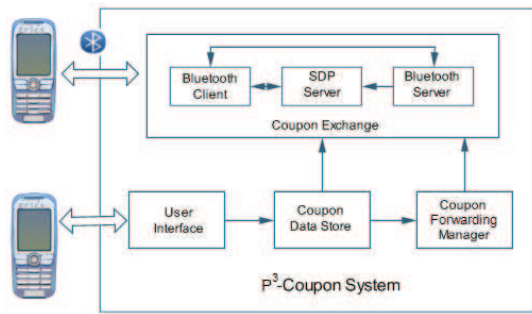 Bluetooth
Client
SDP
Server
Bluetooth
Server
Coupon Exchange
User
Interface
Coupon
Data Store
Coupon
Forwarding
Manager
P³-Coupon System